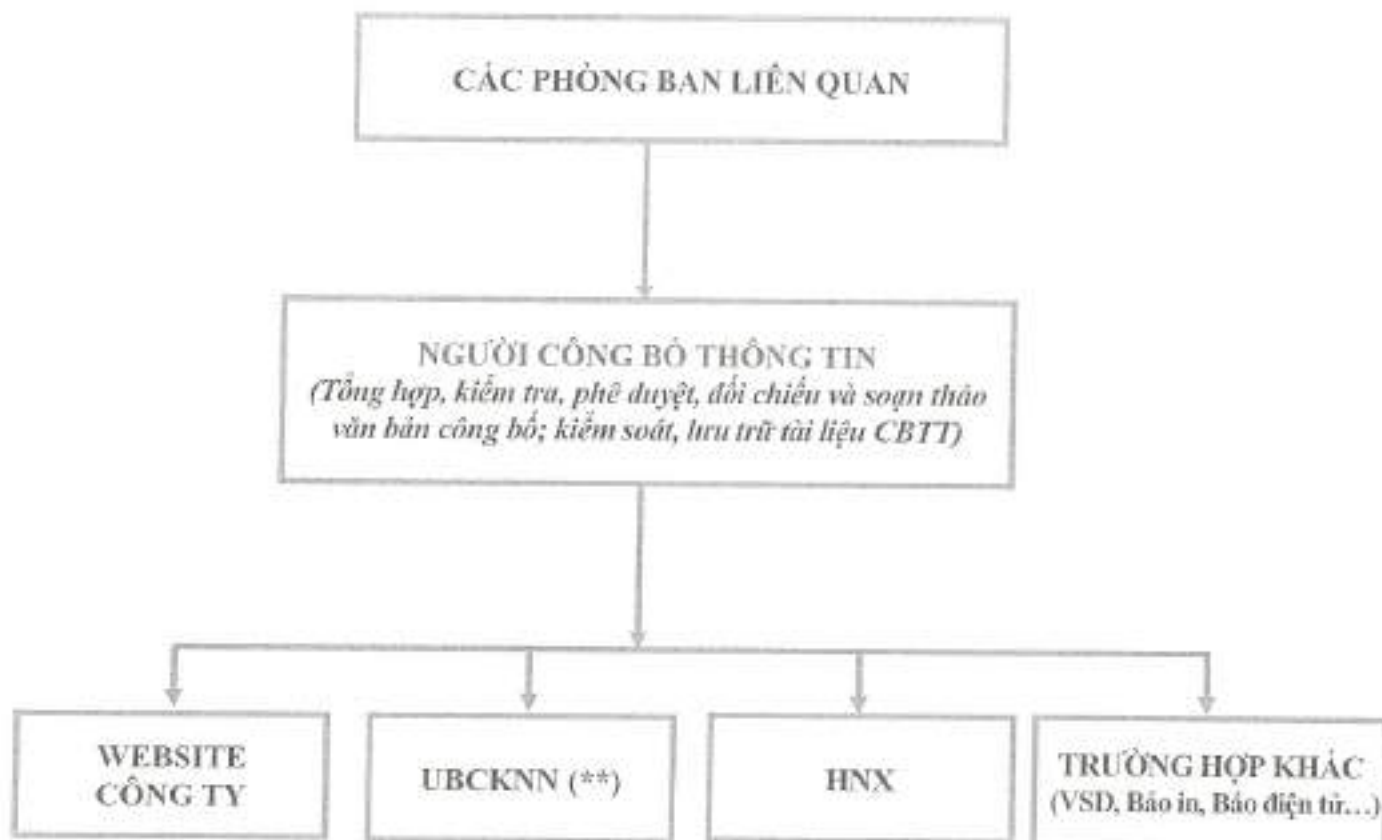 CÁC PHÒNG BAN LIÊN QUAN
NGƯỜI CÔNG BỐ THÔNG TIN
(Tổng hợp, kiểm tra, phê duyệt, đối chiếu và soạn thảo
văn bản công bố; kiểm soát, lưu trữ tài liệu CBTT)
WEBSITE
CÔNG TY
UBCKNN (**)
HNX
TRƯỜNG HỢP KHÁC
(VSD, Báo in, Báo điện tử...)